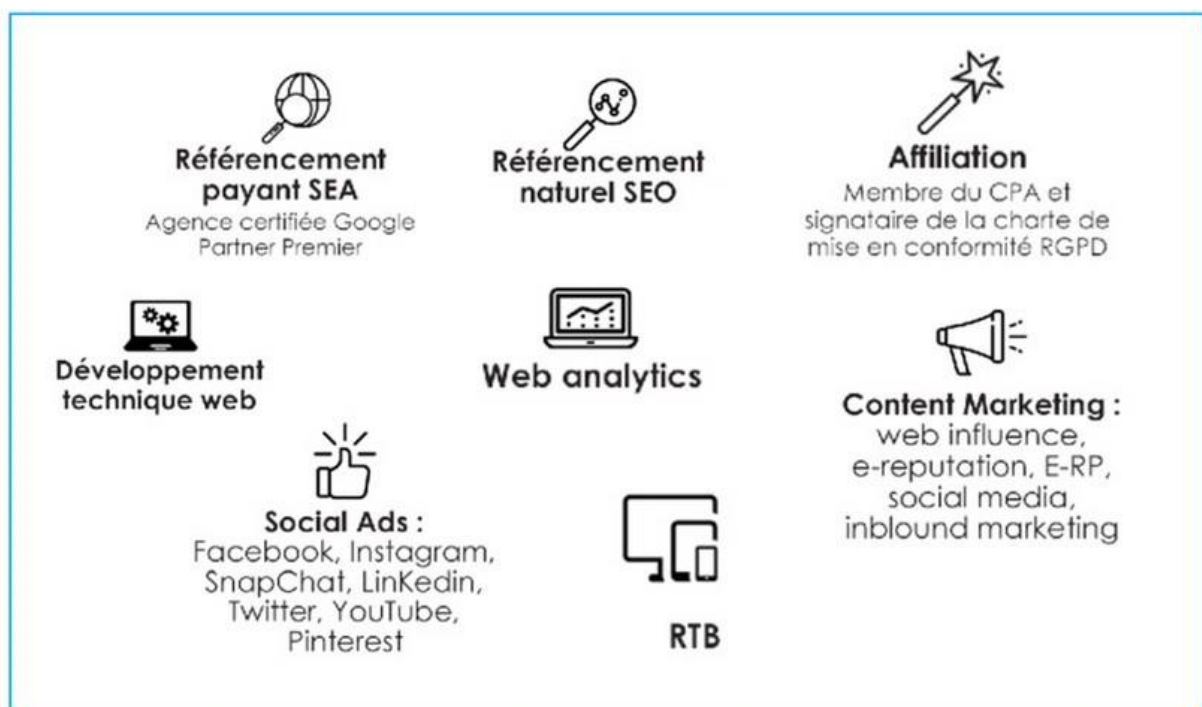 Référencement
payant SEA
Agence certifiée Google
Partner Premier
Référencement
naturel SEO
Affiliation
Membre du CPA et
signataire de la charte de
mise en conformité RGPD
Développement
technique web
Web analytics
Content Marketing :
web influence,
e-reputation, E-RP,
social media,
inblound marketing
Social Ads :
Facebook, Instagram,
SnapChat, LinKedin,
Twitter, YouTube,
Pinterest
RTB